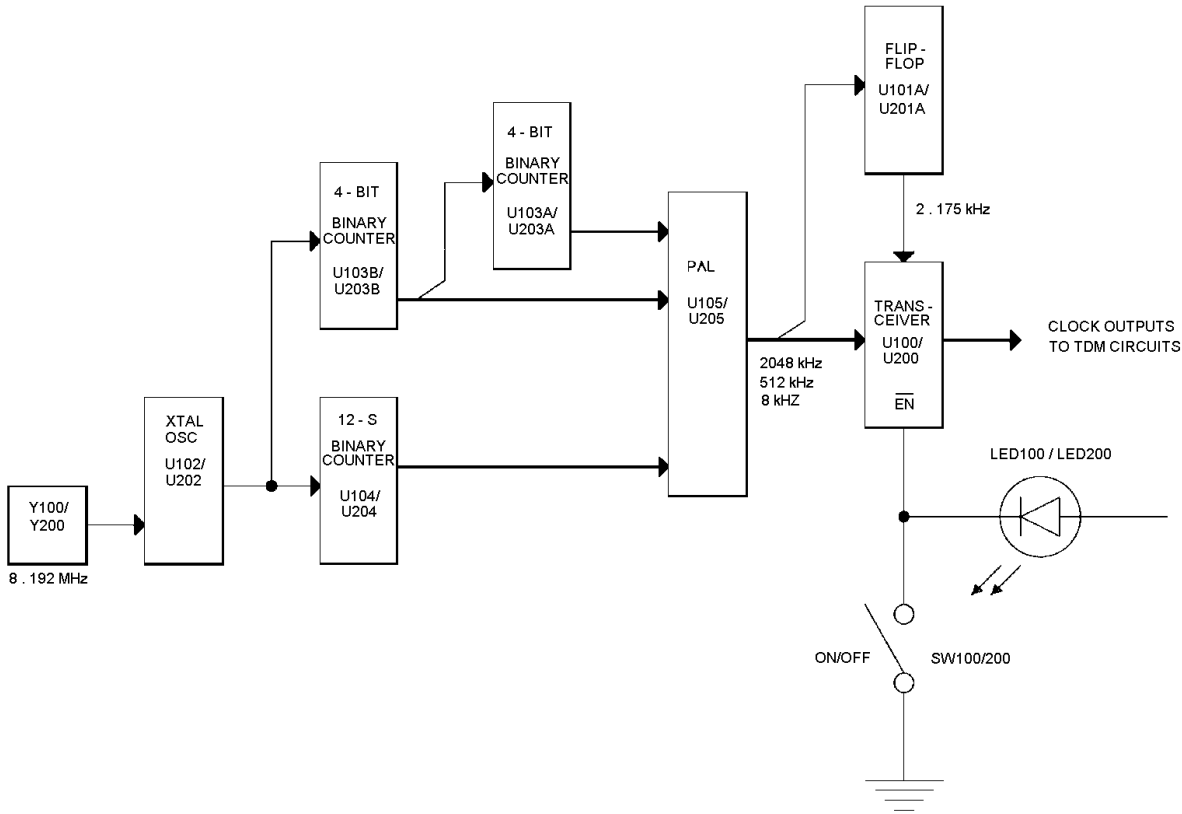 FLIP -
FLOP
U101A/
U201A
2 . 175 kHz
4 - BIT
BINARY
COUNTER
U103A/
U203A
4 - BIT
BINARY
COUNTER
U103B/
U203B
PAL
U105/
U205
TRANS -
CEIVER
U100/
U200
EN
CLOCK OUTPUTS
TO TDM CIRCUITS
2048 kHz
512 kHz
8 kHZ
XTAL
OSC
U102/
U202
12 - S
BINARY
COUNTER
U104/
U204
Y100/
Y200
8 . 192 MHz
LED100 / LED200
ON/OFF
SW100/200